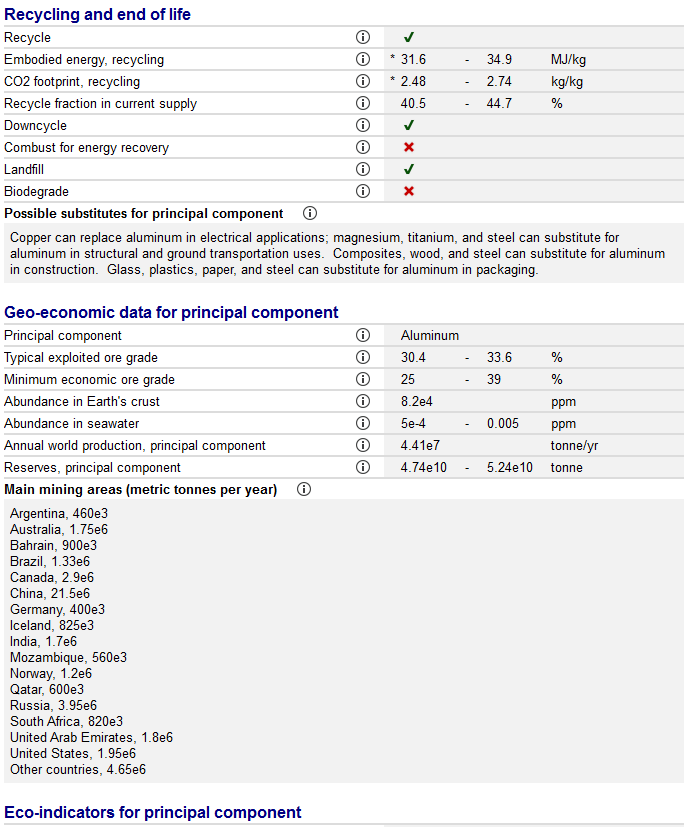 Recycling and end of life
Recycle ✔
Embodied energy, recycling * 31.6 - 34.9 MJ/kg
CO2 footprint, recycling * 2.48 - 2.74 kg/kg
Recycle fraction in current supply 40.5 - 44.7 %
Downcycle ✔
Combust for energy recovery ✖
Landfill ✔
Biodegrade ✖
Possible substitutes for principal component
Copper can replace aluminum in electrical applications; magnesium, titanium, and steel can substitute for
aluminum in structural and ground transportation uses. Composites, wood, and steel can substitute for aluminum
in construction. Glass, plastics, paper, and steel can substitute for aluminum in packaging.
Geo-economic data for principal component
Principal component Aluminum
Typical exploited ore grade 30.4 - 33.6 %
Minimum economic ore grade 25 - 39 %
Abundance in Earth's crust 8.2e4 ppm
Abundance in seawater 5e-4 - 0.005 ppm
Annual world production, principal component 4.41e7 tonne/yr
Reserves, principal component 4.74e10 - 5.24e10 tonne
Main mining areas (metric tonnes per year)
Argentina, 460e3
Australia, 1.75e6
Bahrain, 900e3
Brazil, 1.33e6
Canada, 2.9e6
China, 21.5e6
Germany, 400e3
Iceland, 825e3
India, 1.7e6
Mozambique, 560e3
Norway, 1.2e6
Qatar, 600e3
Russia, 3.95e6
South Africa, 820e3
United Arab Emirates, 1.8e6
United States, 1.95e6
Other countries, 4.65e6
Eco-indicators for principal component